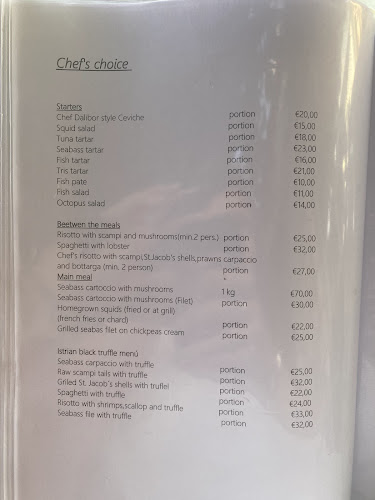 Chef's choice
Starters
Chef Dalibor style Ceviche portion €20,00
Squid salad portion €15,00
Tuna tartar portion €18,00
Seabass tartar portion €23,00
Fish tartar portion €16,00
Tris tartar portion €21,00
Fish pate portion €10,00
Fish salad portion €11,00
Octopus salad portion €14,00
Beetwen the meals
Risotto with scampi and mushrooms(min.2 pers.) portion €25,00
Spaghetti with lobster portion €32,00
Chef's risotto with scampi,St.Jacob's shells,prawns carpaccio
and bottarga (min. 2 person) portion €27,00
Main meal
Seabass cartoccio with mushrooms 1 kg €70,00
Seabass cartoccio with mushrooms (Filet) portion €30,00
Homegrown squids (fried or at grill)
(french fries or chard) portion €22,00
Grilled seabas filet on chickpeas cream portion €25,00
Istrian black truffle menù
Seabass carpaccio with truffle portion €25,00
Raw scampi tails with truffle portion €32,00
Grilled St. Jacob's shells with truffel portion €22,00
Spaghetti with truffle portion €24,00
Risotto with shrimps,scallop and truffle portion €33,00
Seabass file with truffle portion €32,00